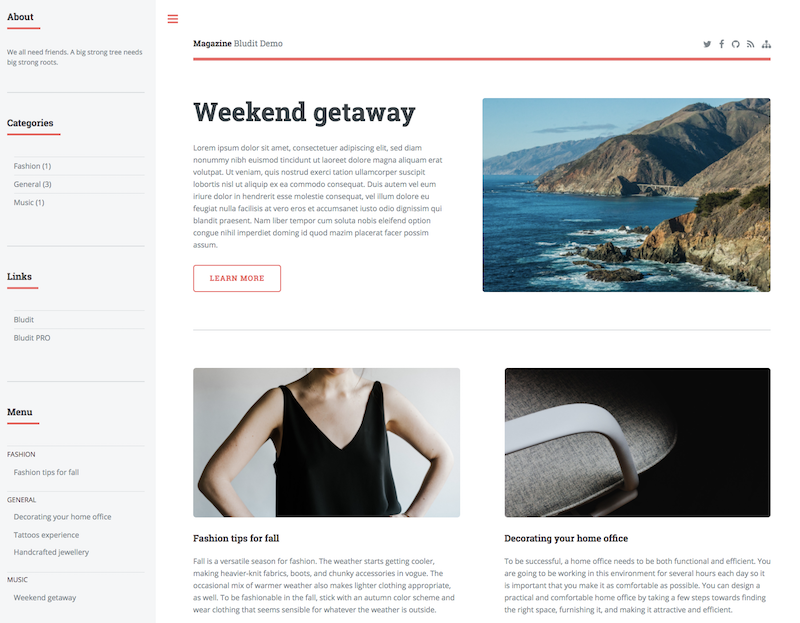 About
We all need friends. A big strong tree needs
big strong roots.
Categories
Fashion (1)
General (3)
Music (1)
Links
Bludit
Bludit PRO
Menu
FASHION
Fashion tips for fall
GENERAL
Decorating your home office
Tattoos experience
Handcrafted jewellery
MUSIC
Weekend getaway
Magazine Bludit Demo
Weekend getaway
Lorem ipsum dolor sit amet, consectetuer adipiscing elit, sed diam
nonummy nibh euismod tincidunt ut laoreet dolore magna aliquam erat
volutpat. Ut veniam, quis nostrud exerci tation ullamcorper suscipit
lobortis nisl ut aliquip ex ea commodo consequat. Duis autem vel eum
iriure dolor in hendrerit esse molestie consequat, vel illum dolore eu
feugiat nulla facilisis at vero eros et accumsanet iusto odio dignissim qui
blandit praesent. Nam liber tempor cum soluta nobis eleifend option
congue nihil imperdiet doming id quod mazim placerat facer possim
assum.
LEARN MORE
Fashion tips for fall
Fall is a versatile season for fashion. The weather starts getting cooler,
making heavier-knit fabrics, boots, and chunky accessories in vogue. The
occasional mix of warmer weather also makes lighter clothing appropriate,
as well. To be fashionable in the fall, stick with an autumn color scheme and
wear clothing that seems sensible for whatever the weather is outside.
Decorating your home office
To be successful, a home office needs to be both functional and efficient. You
are going to be working in this environment for several hours each day so it
is important that you make it as comfortable as possible. You can design a
practical and comfortable home office by taking a few steps towards finding
the right space, furnishing it, and making it attractive and efficient.